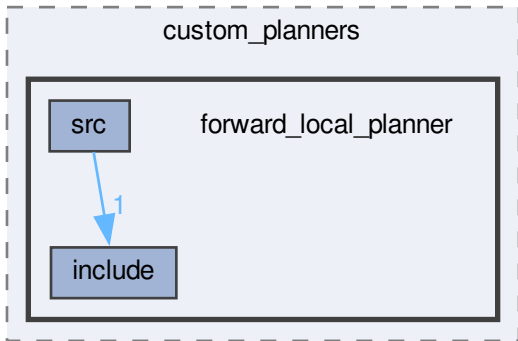 custom_planners
src
forward_local_planner
1
include